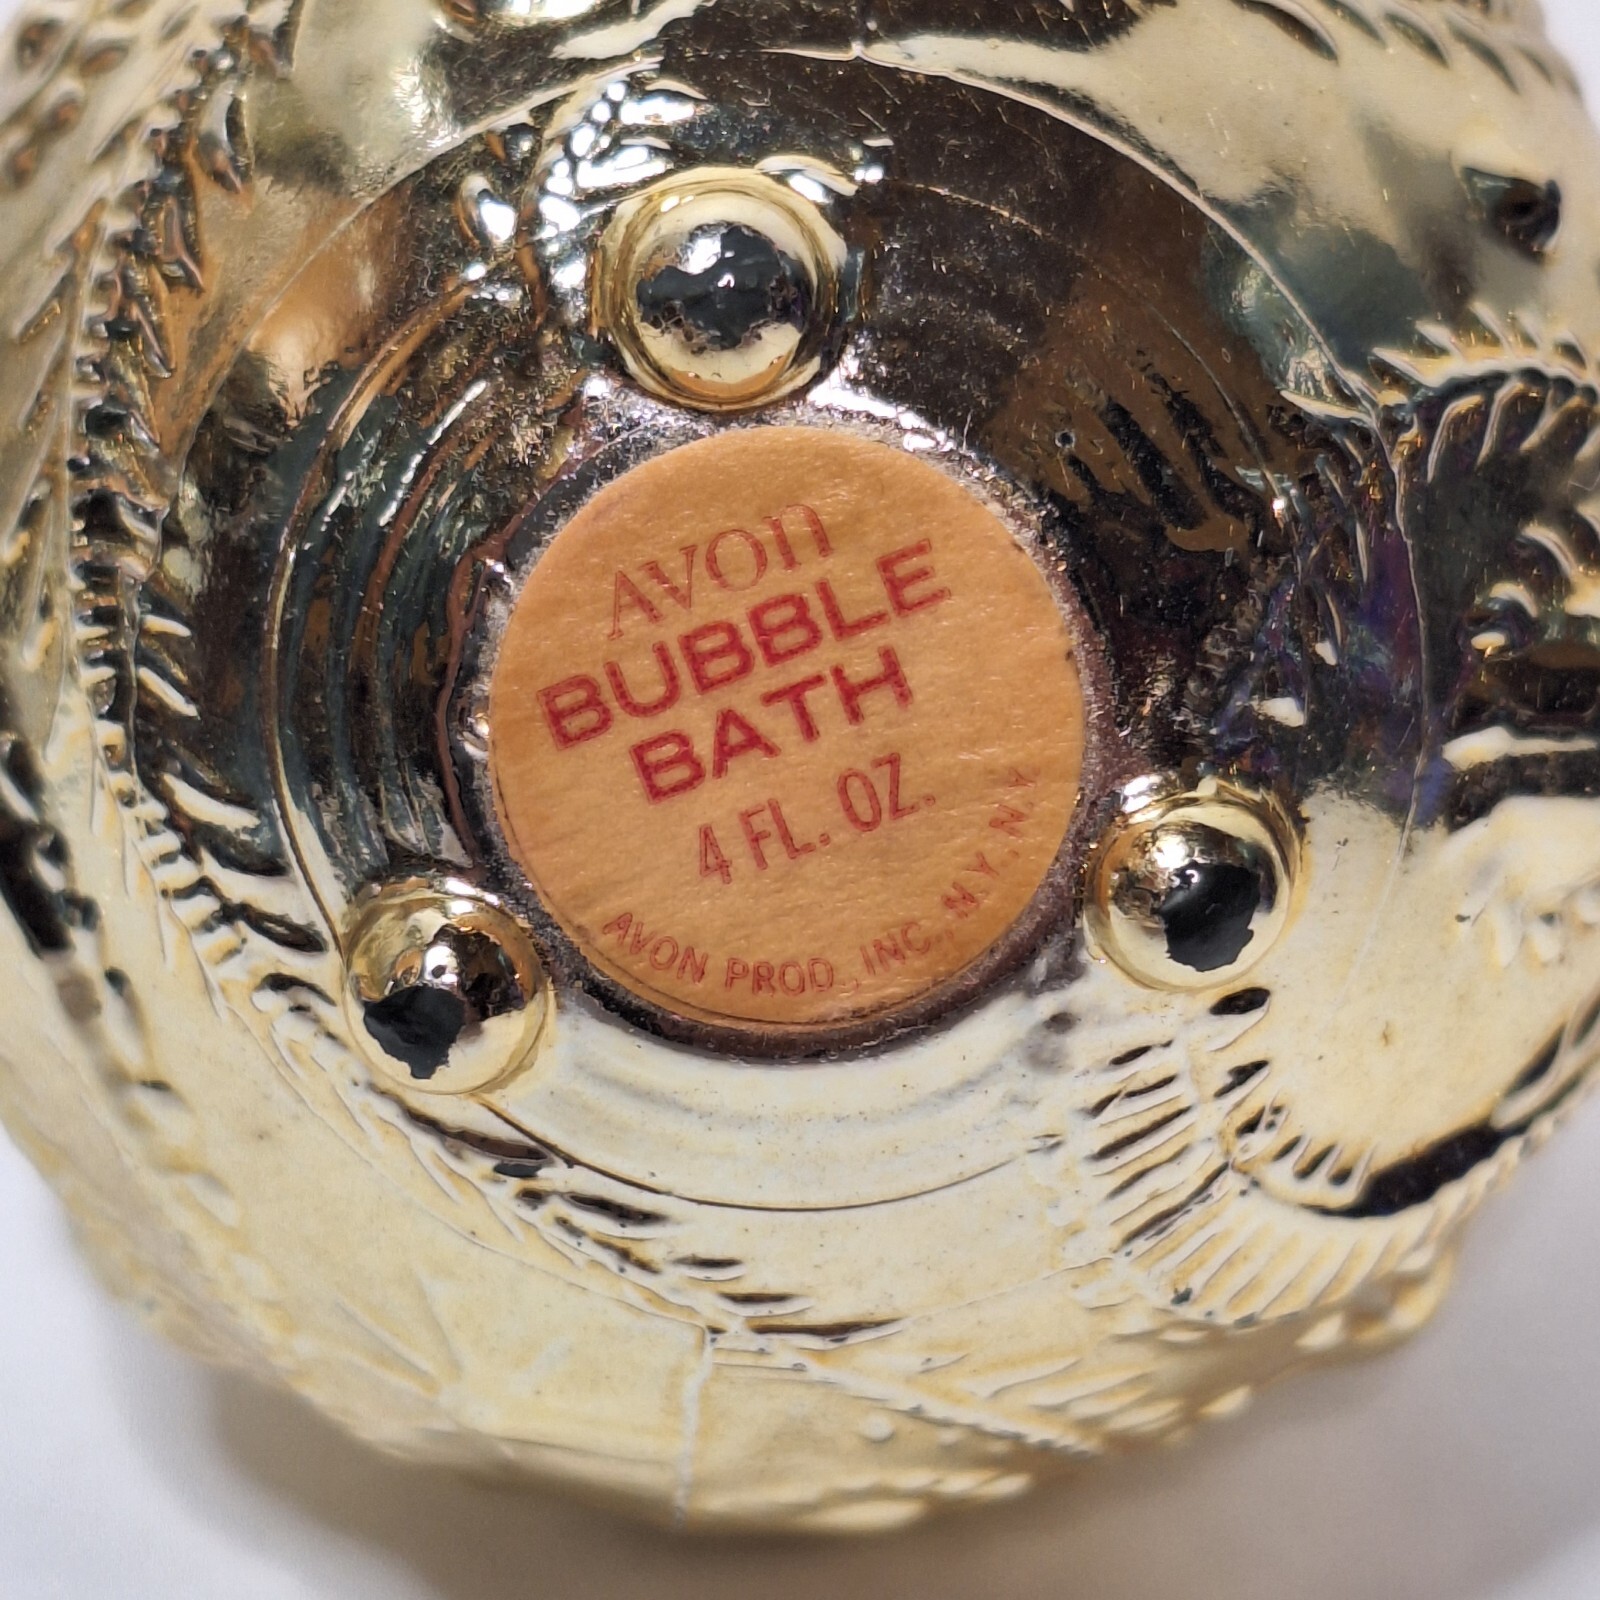 AVON
BUBBLE
BATH
4 FL. OZ.
AVON PROD., INC., N.Y., N.Y.